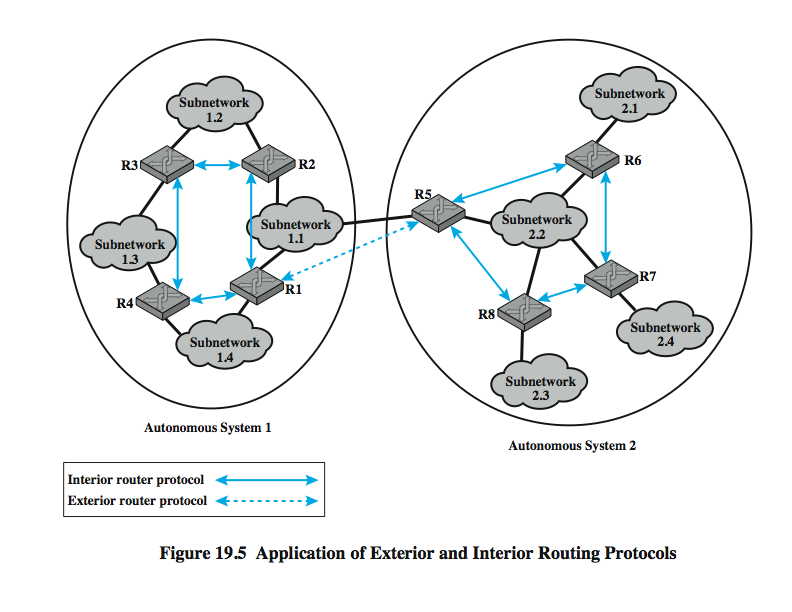 Subnetwork
1.2
R3
R2
Subnetwork
1.1
Subnetwork
1.3
R4
R1
Subnetwork
1.4
Autonomous System 1
Subnetwork
2.1
R6
R5
Subnetwork
2.2
R7
R8
Subnetwork
2.4
Subnetwork
2.3
Autonomous System 2
Interior router protocol
Exterior router protocol
Figure 19.5 Application of Exterior and Interior Routing Protocols